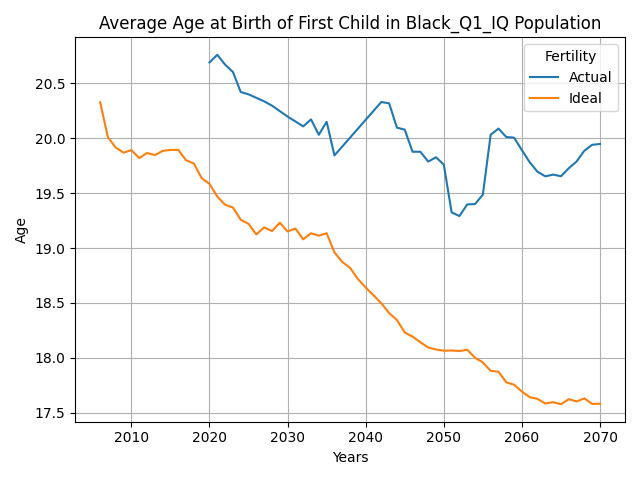 Average Age at Birth of First Child in Black_Q1_IQ Population
Fertility
Actual
Ideal
Age
20.5
20.0
19.5
19.0
18.5
18.0
17.5
2010 2020 2030 2040 2050 2060 2070
Years